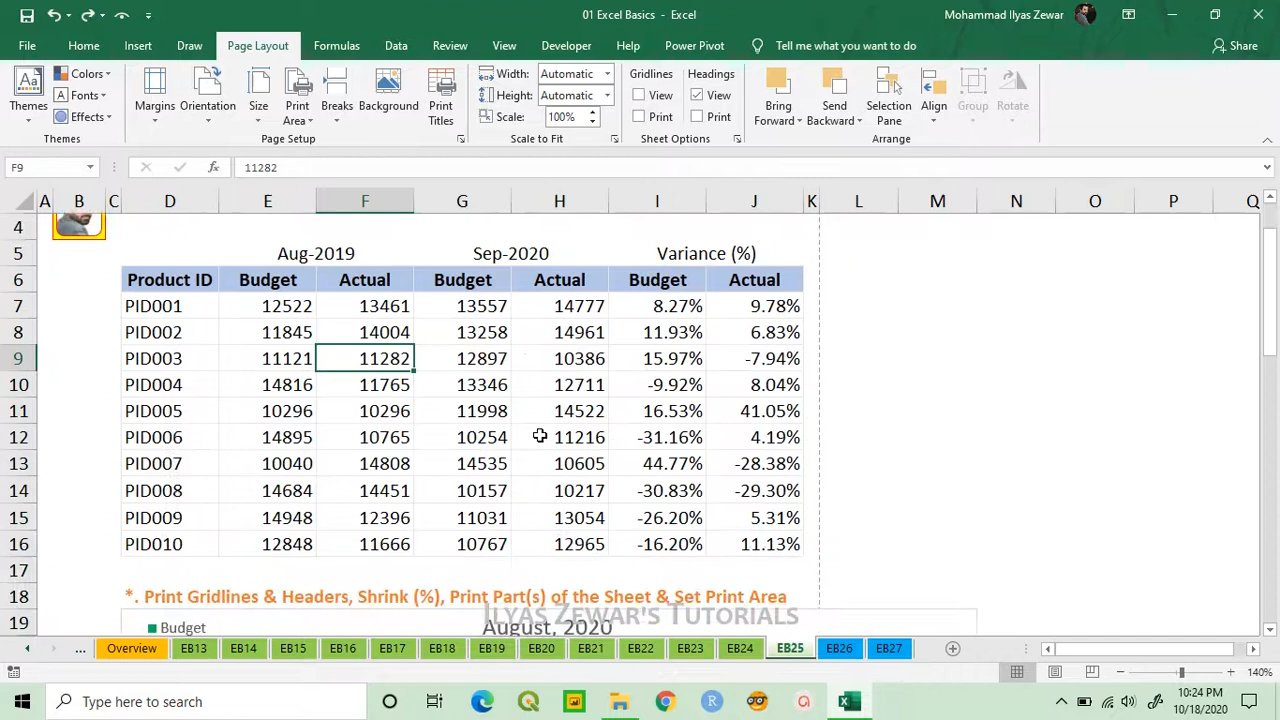 01 Excel Basics - Excel
Mohammad Ilyas Zewar
File Home Insert Draw Page Layout Formulas Data Review View Developer Help Power Pivot Tell me what you want to do Share
Themes
Colors
Fonts
Effects
Themes
Margins
Orientation
Size
Print Area
Breaks
Background
Print Titles
Page Setup
Width: Automatic
Height: Automatic
Scale: 100%
Scale to Fit
Gridlines
View
Print
Headings
View
Print
Sheet Options
Bring Forward
Send Backward
Selection Pane
Align
Group
Rotate
Arrange
F9 fx 11282
A B C D E F G H I J K L M N O P Q
4
5 Aug-2019 Sep-2020 Variance (%)
6 Product ID Budget Actual Budget Actual Budget Actual
7 PID001 12522 13461 13557 14777 8.27% 9.78%
8 PID002 11845 14004 13258 14961 11.93% 6.83%
9 PID003 11121 11282 12897 10386 15.97% -7.94%
10 PID004 14816 11765 13346 12711 -9.92% 8.04%
11 PID005 10296 10296 11998 14522 16.53% 41.05%
12 PID006 14895 10765 10254 11216 -31.16% 4.19%
13 PID007 10040 14808 14535 10605 44.77% -28.38%
14 PID008 14684 14451 10157 10217 -30.83% -29.30%
15 PID009 14948 12396 11031 13054 -26.20% 5.31%
16 PID010 12848 11666 10767 12965 -16.20% 11.13%
17
18 *. Print Gridlines & Headers, Shrink (%), Print Part(s) of the Sheet & Set Print Area
ILYAS ZEWAR'S TUTORIALS
19 Budget August, 2020
... Overview EB13 EB14 EB15 EB16 EB17 EB18 EB19 EB20 EB21 EB22 EB23 EB24 EB25 EB26 EB27
140%
Type here to search
10:24 PM
10/18/2020